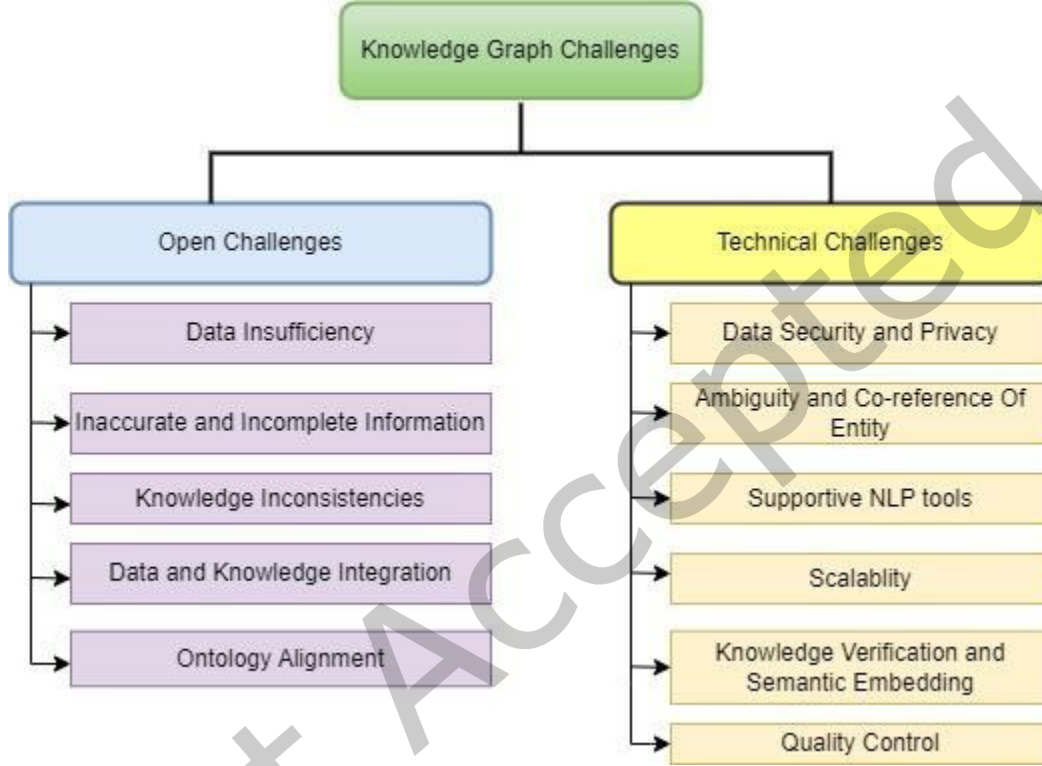 Knowledge Graph Challenges
Open Challenges
Data Insufficiency
Inaccurate and Incomplete Information
Knowledge Inconsistencies
Data and Knowledge Integration
Ontology Alignment
Technical Challenges
Data Security and Privacy
Ambiguity and Co-reference Of
Entity
Supportive NLP tools
Scalablity
Knowledge Verification and
Semantic Embedding
Quality Control
Accepted